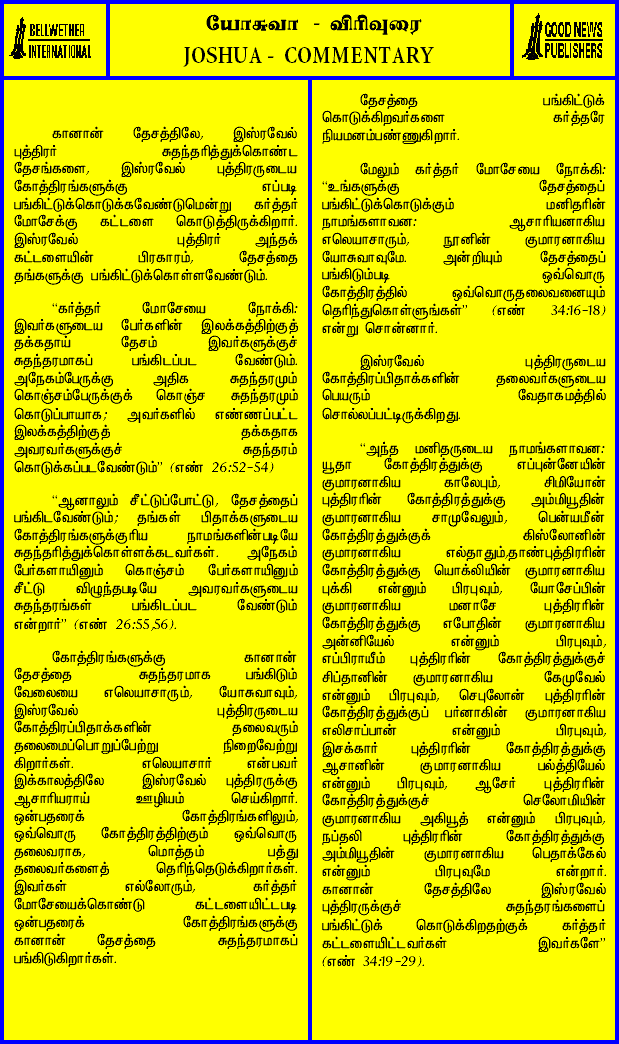 BELLWETHER
INTERNATIONAL
யோசுவா - விரிவுரை
JOSHUA - COMMENTARY
GOOD NEWS
PUBLISHERS
கானான் தேசத்திலே, இஸ்ரவேல்
புத்திரர் சுதந்தரித்துக்கொண்ட
தேசங்களை, இஸ்ரவேல் புத்திரருடைய
கோத்திரங்களுக்கு எப்படி
பங்கிட்டுக்கொடுக்கவேண்டுமென்று கர்த்தர்
மோசேக்கு கட்டளை கொடுத்திருக்கிறார்.
இஸ்ரவேல் புத்திரர் அந்தக்
கட்டளையின் பிரகாரம், தேசத்தை
தங்களுக்கு பங்கிட்டுக்கொள்ளவேண்டும்.
“கர்த்தர் மோசேயை நோக்கி:
இவர்களுடைய பேர்களின் இலக்கத்திற்குத்
தக்கதாய் தேசம் இவர்களுக்குச்
சுதந்தரமாகப் பங்கிடப்பட வேண்டும்.
அநேகம்பேருக்கு அதிக சுதந்தரமும்
கொஞ்சம்பேருக்குக் கொஞ்ச சுதந்தரமும்
கொடுப்பாயாக; அவர்களில் எண்ணப்பட்ட
இலக்கத்திற்குத் தக்கதாக
அவரவர்களுக்குச் சுதந்தரம்
கொடுக்கப்படவேண்டும்” (எண் 26:52-54)
“ஆனாலும் சீட்டுப்போட்டு, தேசத்தைப்
பங்கிடவேண்டும்; தங்கள் பிதாக்களுடைய
கோத்திரங்களுக்குரிய நாமங்களின்படியே
சுதந்தரித்துக்கொள்ளக்கடவர்கள். அநேகம்
பேர்களாயினும் கொஞ்சம் பேர்களாயினும்
சீட்டு விழுந்தபடியே அவரவர்களுடைய
சுதந்தரங்கள் பங்கிடப்பட வேண்டும்
என்றார்” (எண் 26:55,56).
கோத்திரங்களுக்கு கானான்
தேசத்தை சுதந்தரமாக பங்கிடும்
வேலையை எலெயாசாரும், யோசுவாவும்,
இஸ்ரவேல் புத்திரருடைய
கோத்திரப்பிதாக்களின் தலைவரும்
தலைமைப்பொறுப்பேற்று நிறைவேற்று
கிறார்கள். எலெயாசார் என்பவர்
இக்காலத்திலே இஸ்ரவேல் புத்திரருக்கு
ஆசாரியராய் ஊழியம் செய்கிறார்.
ஒன்பதரைக் கோத்திரங்களிலும்,
ஒவ்வொரு கோத்திரத்திற்கும் ஒவ்வொரு
தலைவராக, மொத்தம் பத்து
தலைவர்களைத் தெரிந்தெடுக்கிறார்கள்.
இவர்கள் எல்லோரும், கர்த்தர்
மோசேயைக்கொண்டு கட்டளையிட்டபடி
ஒன்பதரைக் கோத்திரங்களுக்கு
கானான் தேசத்தை சுதந்தரமாகப்
பங்கிடுகிறார்கள்.
தேசத்தை பங்கிட்டுக்
கொடுக்கிறவர்களை கர்த்தரே
நியமனம்பண்ணுகிறார்.
மேலும் கர்த்தர் மோசேயை நோக்கி:
“உங்களுக்கு தேசத்தைப்
பங்கிட்டுக்கொடுக்கும் மனிதரின்
நாமங்களாவன: ஆசாரியனாகிய
எலெயாசாரும், நூனின் குமாரனாகிய
யோசுவாவுமே. அன்றியும் தேசத்தைப்
பங்கிடும்படி ஒவ்வொரு
கோத்திரத்தில் ஒவ்வொருதலைவனையும்
தெரிந்துகொள்ளுங்கள்” (எண் 34:16-18)
என்று சொன்னார்.
இஸ்ரவேல் புத்திரருடைய
கோத்திரப்பிதாக்களின் தலைவர்களுடைய
பெயரும் வேதாகமத்தில்
சொல்லப்பட்டிருக்கிறது.
“அந்த மனிதருடைய நாமங்களாவன:
யூதா கோத்திரத்துக்கு எப்புன்னேயின்
குமாரனாகிய காலேபும், சிமியோன்
புத்திரரின் கோத்திரத்துக்கு அம்மியூதின்
குமாரனாகிய சாமுவேலும், பென்யமீன்
கோத்திரத்துக்குக் கிஸ்லோனின்
குமாரனாகிய எல்தாதும்,தாண்புத்திரரின்
கோத்திரத்துக்கு யொக்லியின் குமாரனாகிய
புக்கி என்னும் பிரபுவும், யோசேப்பின்
குமாரனாகிய மனாசே புத்திரரின்
கோத்திரத்துக்கு எபோதின் குமாரனாகிய
அன்னியேல் என்னும் பிரபுவும்,
எப்பிராயீம் புத்திரரின் கோத்திரத்துக்குச்
சிப்தானின் குமாரனாகிய கேமுவேல்
என்னும் பிரபுவும், செபுலோன் புத்திரரின்
கோத்திரத்துக்குப் பர்னாகின் குமாரனாகிய
எலிசாப்பான் என்னும் பிரபுவும்,
இசக்கார் புத்திரரின் கோத்திரத்துக்கு
ஆசானின் குமாரனாகிய பல்த்தியேல்
என்னும் பிரபுவும், ஆசேர் புத்திரரின்
கோத்திரத்துக்குச் செலோமியின்
குமாரனாகிய அகியூத் என்னும் பிரபுவும்,
நப்தலி புத்திரரின் கோத்திரத்துக்கு
அம்மியூதின் குமாரனாகிய பெதாக்கேல்
என்னும் பிரபுவுமே என்றார்.
கானான் தேசத்திலே இஸ்ரவேல்
புத்திரருக்குச் சுதந்தரங்களைப்
பங்கிட்டுக் கொடுக்கிறதற்குக் கர்த்தர்
கட்டளையிட்டவர்கள் இவர்களே”
(எண் 34:19-29).